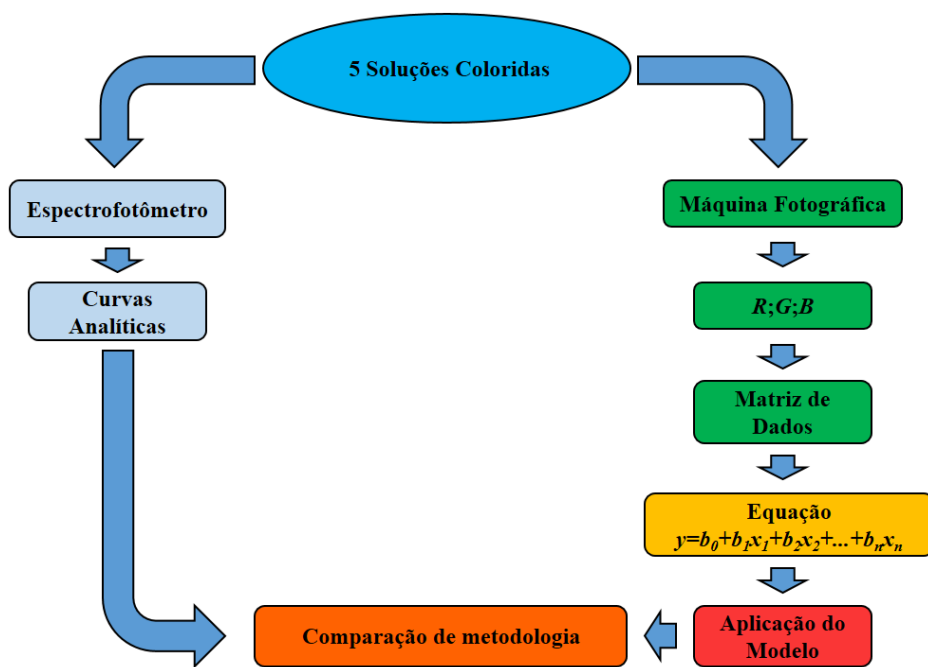 5 Soluções Coloridas
Espectrofotômetro
Curvas
Analíticas
Máquina Fotográfica
R;G;B
Matriz de
Dados
Equação
y=b₀+b₁x₁+b₂x₂+...+bₙxₙ
Aplicação do
Modelo
Comparação de metodologia